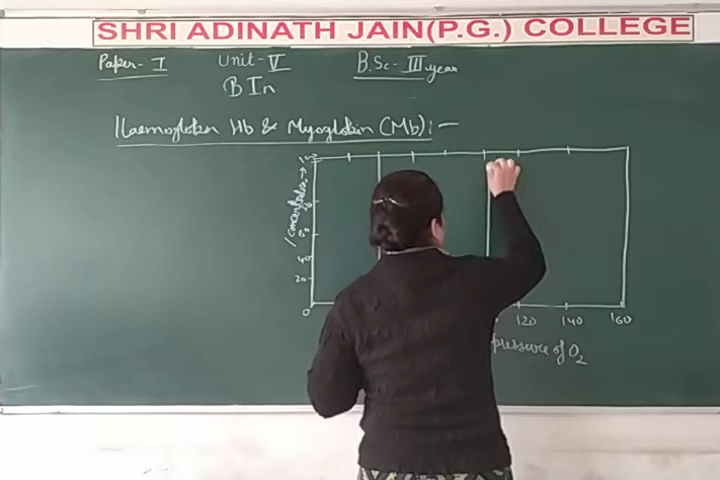 SHRI ADINATH JAIN(P.G.) COLLEGE
Paper- I Unit-V B.Sc- III year
B In
Haemoglobin Hb & Myoglobin (Mb):-
100
60
40
20
0 120 140 160
pressure of O2